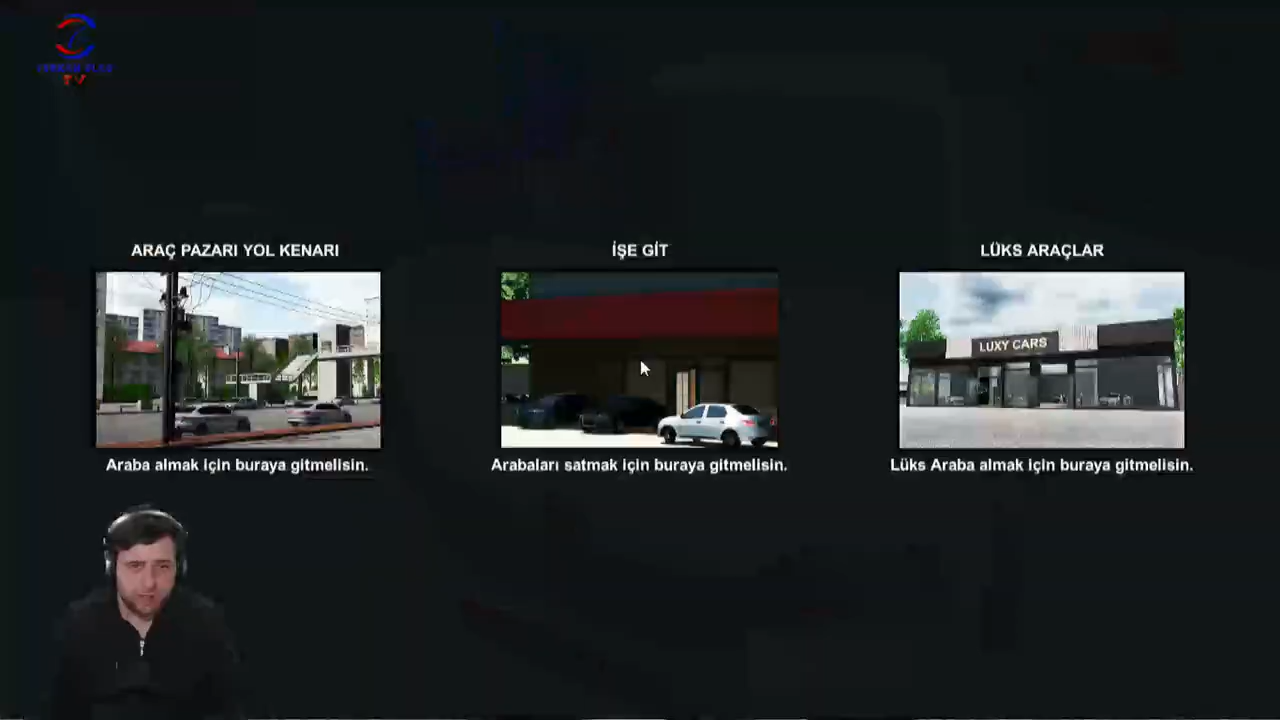 TV
ARAÇ PAZARI YOL KENARI
İŞE GİT
LÜKS ARAÇLAR
LUXY CARS
Araba almak için buraya gitmelisin.
Arabaları satmak için buraya gitmelisin.
Lüks Araba almak için buraya gitmelisin.